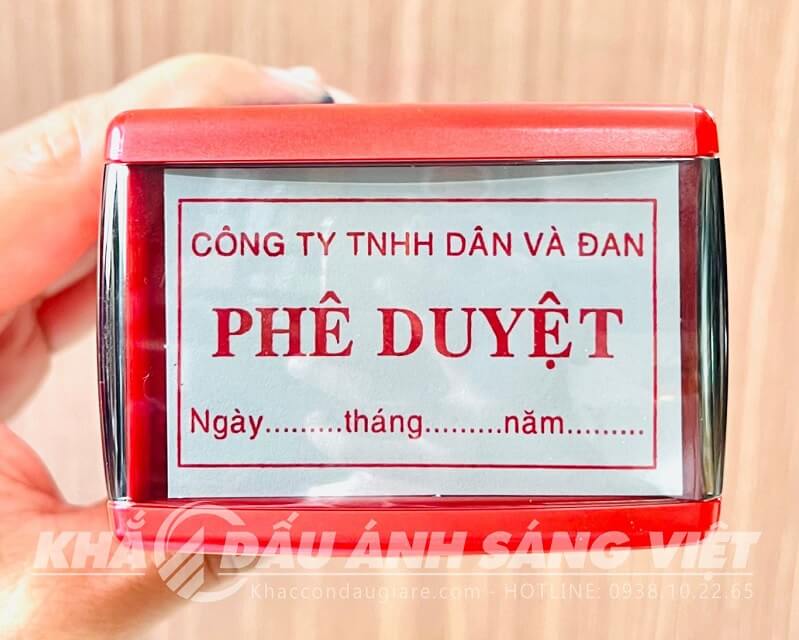 CÔNG TY TNHH DÂN VÀ ĐAN
PHÊ DUYỆT
Ngày.........tháng.........năm.........
KHẮC DẤU ÁNH SÁNG VIỆT
Khaccondaugiare.com - HOTLINE: 0938.10.22.65